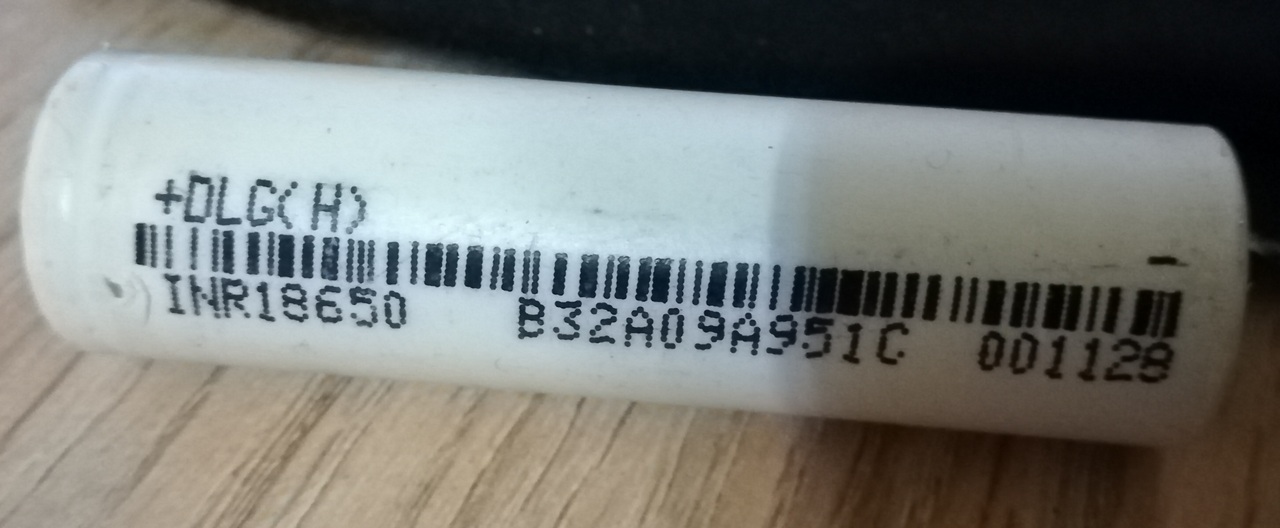 +DLG(H)
-
INR18650 B32A09A951C 001128